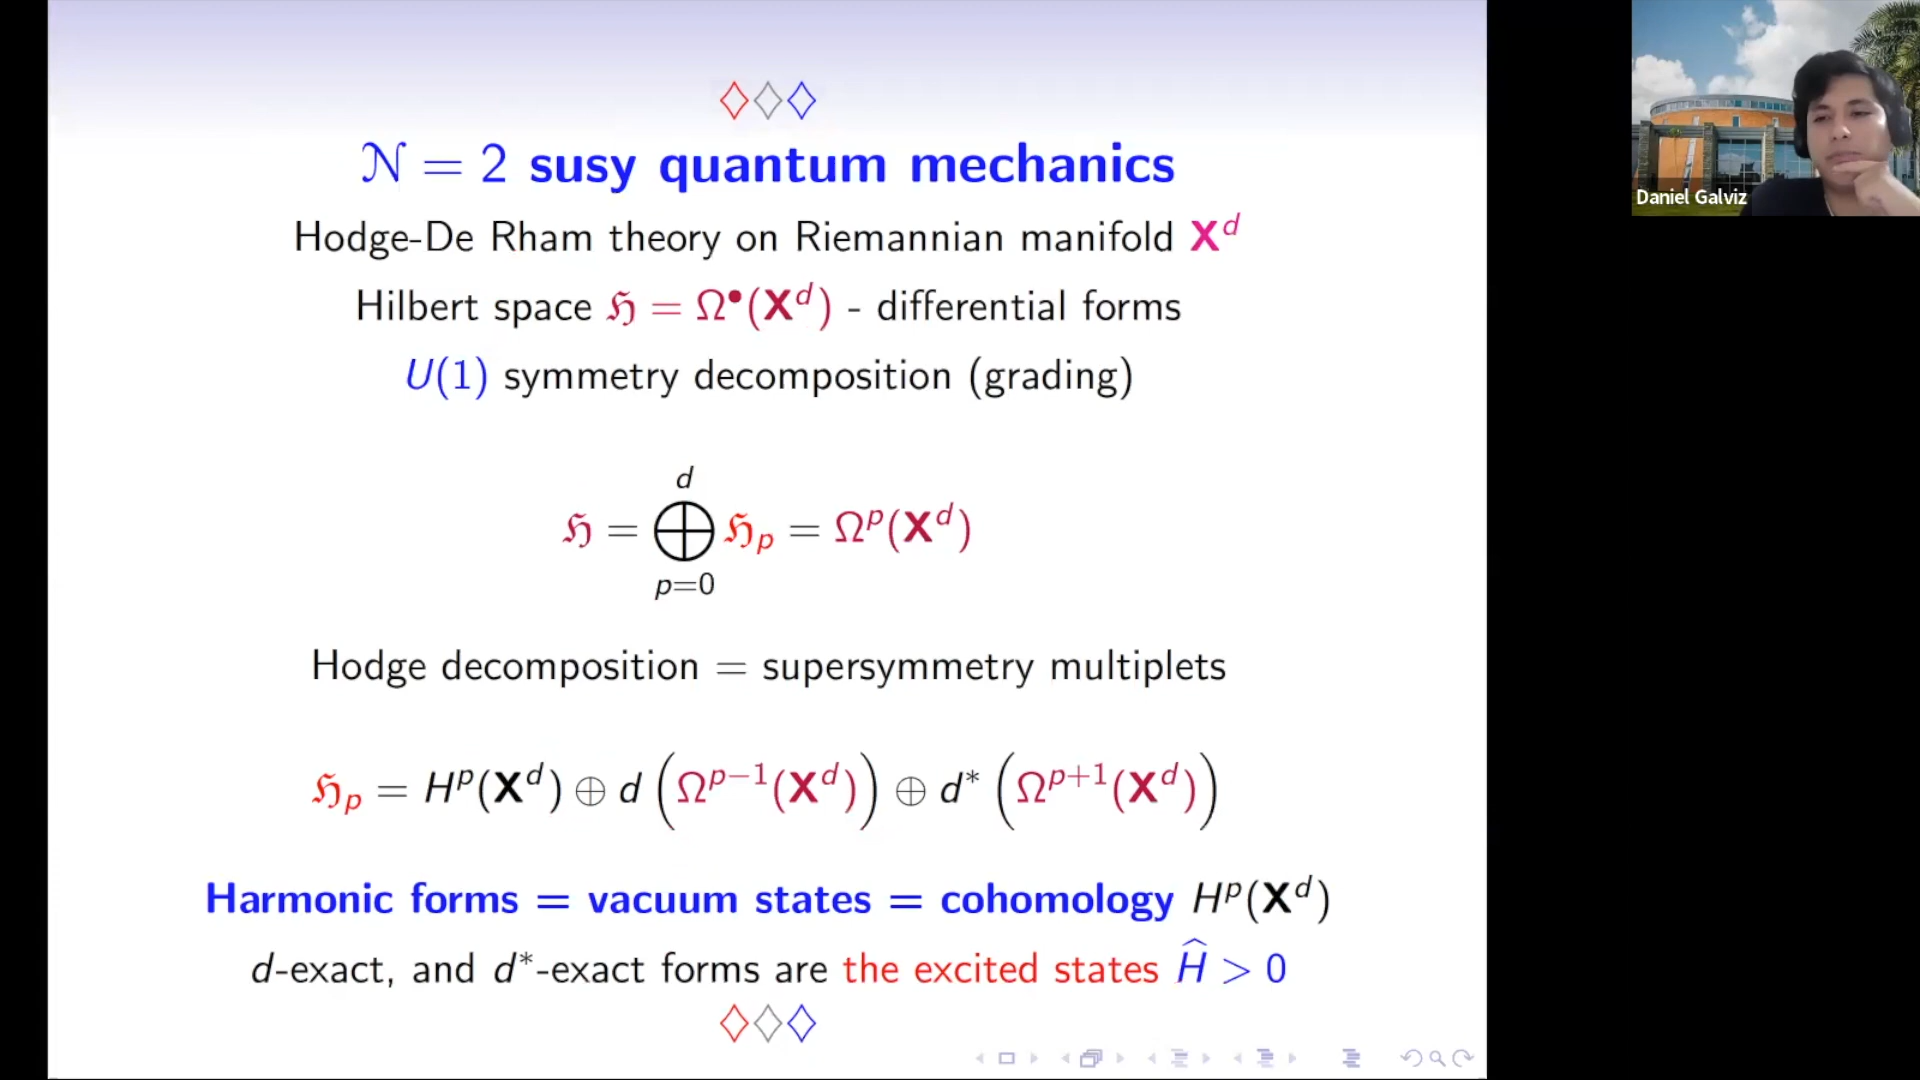 𝒩 = 2 susy quantum mechanics
Hodge-De Rham theory on Riemannian manifold X^d
Hilbert space ℌ = Ω^•(X^d) - differential forms
U(1) symmetry decomposition (grading)
ℌ = ⨁_{p=0}^{d} ℌ_p = Ω^p(X^d)
Hodge decomposition = supersymmetry multiplets
ℌ_p = H^p(X^d) ⊕ d (Ω^{p−1}(X^d)) ⊕ d* (Ω^{p+1}(X^d))
Harmonic forms = vacuum states = cohomology H^p(X^d)
d-exact, and d*-exact forms are the excited states Ĥ > 0
Daniel Galviz